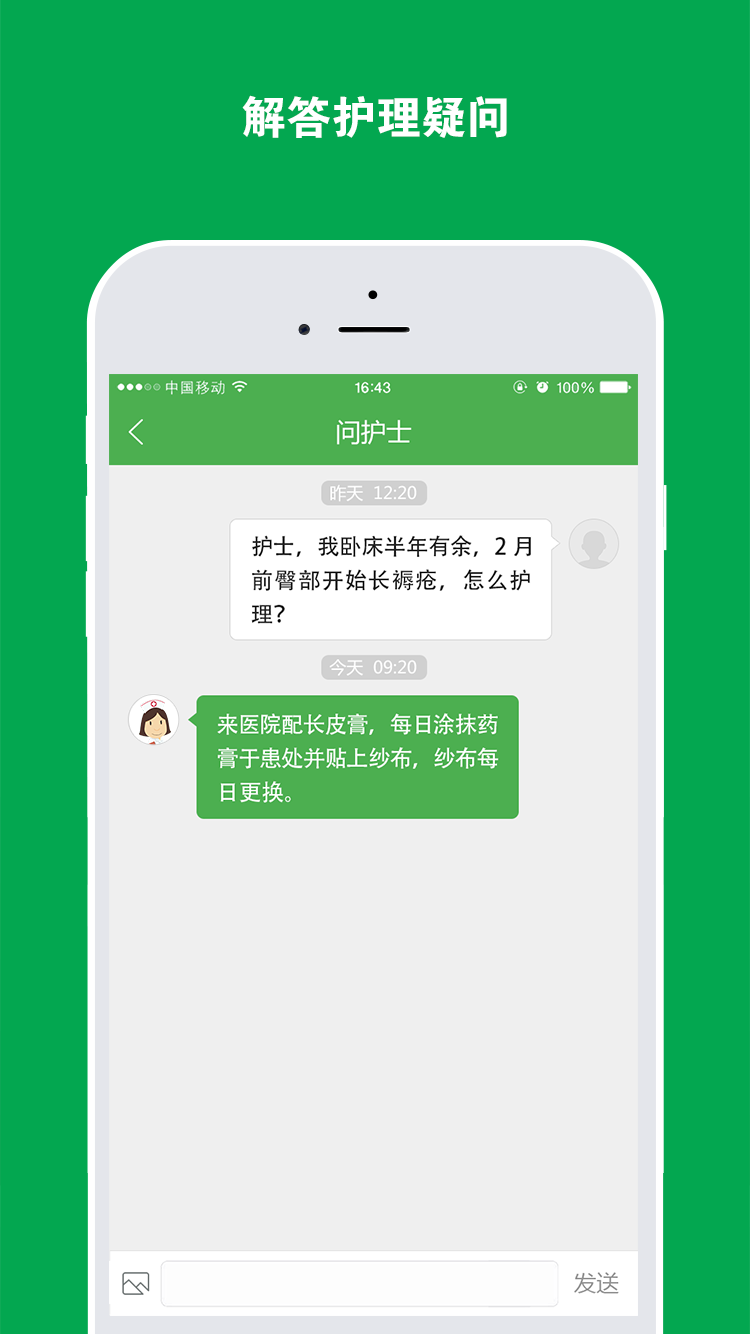 解答护理疑问
中国移动 16:43 100%
问护士
昨天 12:20
护士，我卧床半年有余，2 月
前臀部开始长褥疮，怎么护
理？
今天 09:20
来医院配长皮膏，每日涂抹药
膏于患处并贴上纱布，纱布每
日更换。
发送